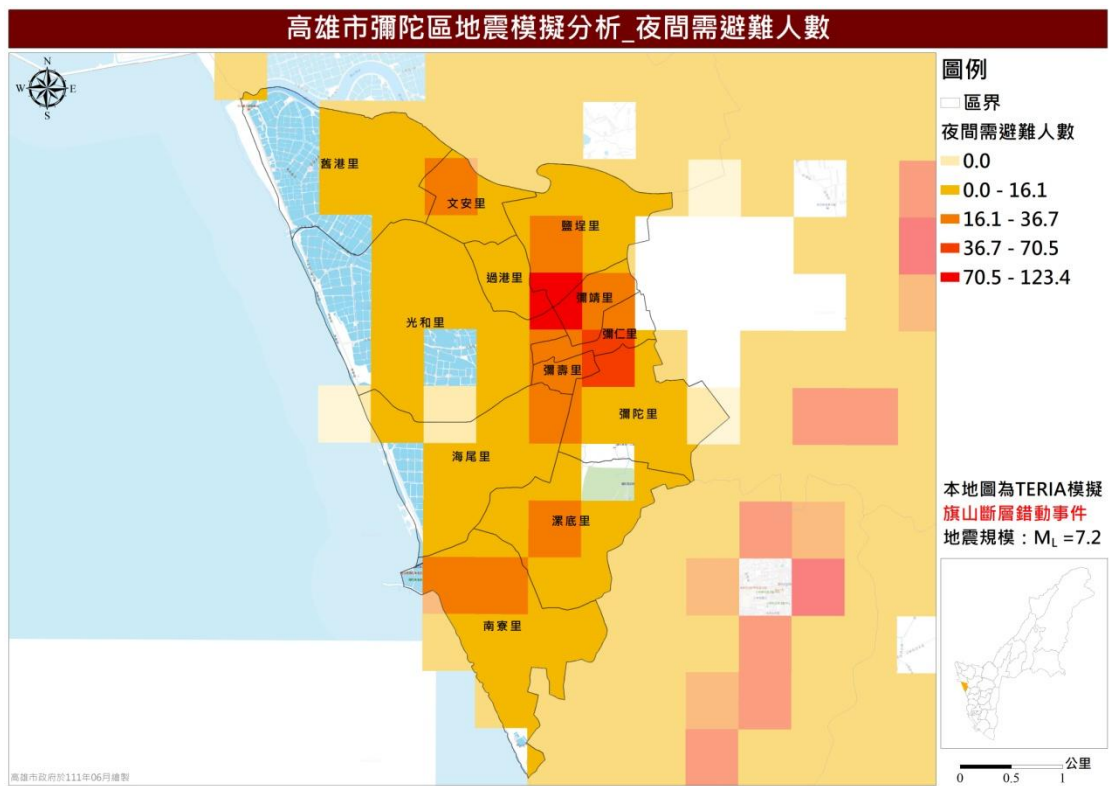 高雄市彌陀區地震模擬分析_夜間需避難人數
N
W
E
S
舊港里
文安里
鹽埕里
過港里
彌靖里
光和里
彌仁里
彌壽里
彌陀里
海尾里
漯底里
南寮里
圖例
區界
夜間需避難人數
0.0
0.0 - 16.1
16.1 - 36.7
36.7 - 70.5
70.5 - 123.4
本地圖為TERIA模擬
旗山斷層錯動事件
地震規模：ML =7.2
公里
0 0.5 1
高雄市政府於111年06月繪製